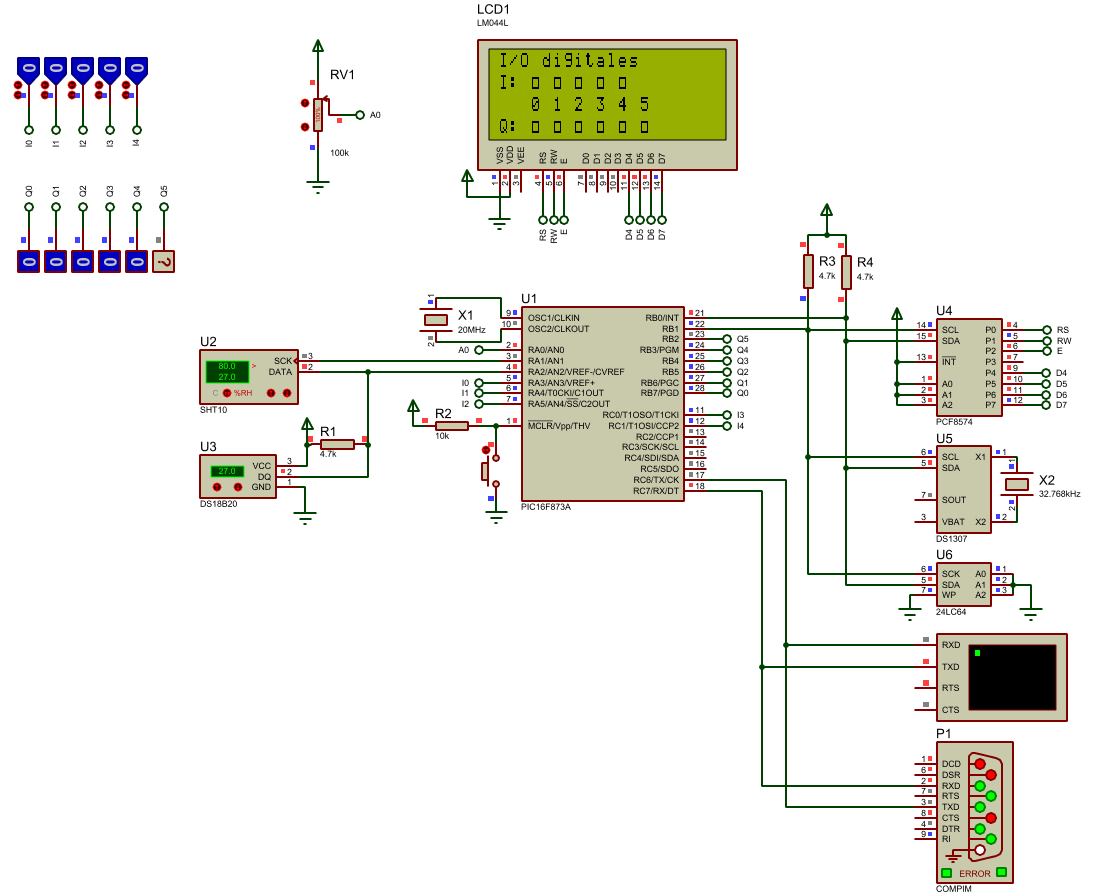 LCD1
LM044L
I/O di9itales
I:
0 1 2 3 4 5
Q:
VSS VDD VEE RS RW E D0 D1 D2 D3 D4 D5 D6 D7
1 2 3 4 5 6 7 8 9 10 11 12 13 14
RS RW E D4 D5 D6 D7
0 0 0 0 0
I0 I1 I2 I3 I4
Q0 Q1 Q2 Q3 Q4 Q5
0 0 0 0 0 ?
RV1
100%
A0
100k
R3
4.7k
R4
4.7k
X1
20MHz
1
2
U1
9 OSC1/CLKIN
10 OSC2/CLKOUT
A0 2 RA0/AN0
3 RA1/AN1
4 RA2/AN2/VREF-/CVREF
I0 5 RA3/AN3/VREF+
I1 6 RA4/T0CKI/C1OUT
I2 7 RA5/AN4/SS/C2OUT
1 MCLR/Vpp/THV
RB0/INT 21
RB1 22
RB2 23 Q5
RB3/PGM 24 Q4
RB4 25 Q3
RB5 26 Q2
RB6/PGC 27 Q1
RB7/PGD 28 Q0
RC0/T1OSO/T1CKI 11 I3
RC1/T1OSI/CCP2 12 I4
RC2/CCP1 13
RC3/SCK/SCL 14
RC4/SDI/SDA 15
RC5/SDO 16
RC6/TX/CK 17
RC7/RX/DT 18
PIC16F873A
U2
80.0
27.0
>
C %RH
SCK 3
DATA 2
SHT10
R2
10k
R1
4.7k
U3
27.0
VCC 3
DQ 2
GND 1
DS18B20
U4
14 SCL P0 4 RS
15 SDA P1 5 RW
P2 6 E
13 INT P3 7
P4 9 D4
1 A0 P5 10 D5
2 A1 P6 11 D6
3 A2 P7 12 D7
PCF8574
U5
6 SCL X1 1
5 SDA
7 SOUT
3 VBAT X2 2
DS1307
X2
32.768kHz
1
2
U6
6 SCK A0 1
5 SDA A1 2
7 WP A2 3
24LC64
RXD
TXD
RTS
CTS
P1
1 DCD
6 DSR
2 RXD
7 RTS
3 TXD
8 CTS
4 DTR
9 RI
ERROR
COMPIM